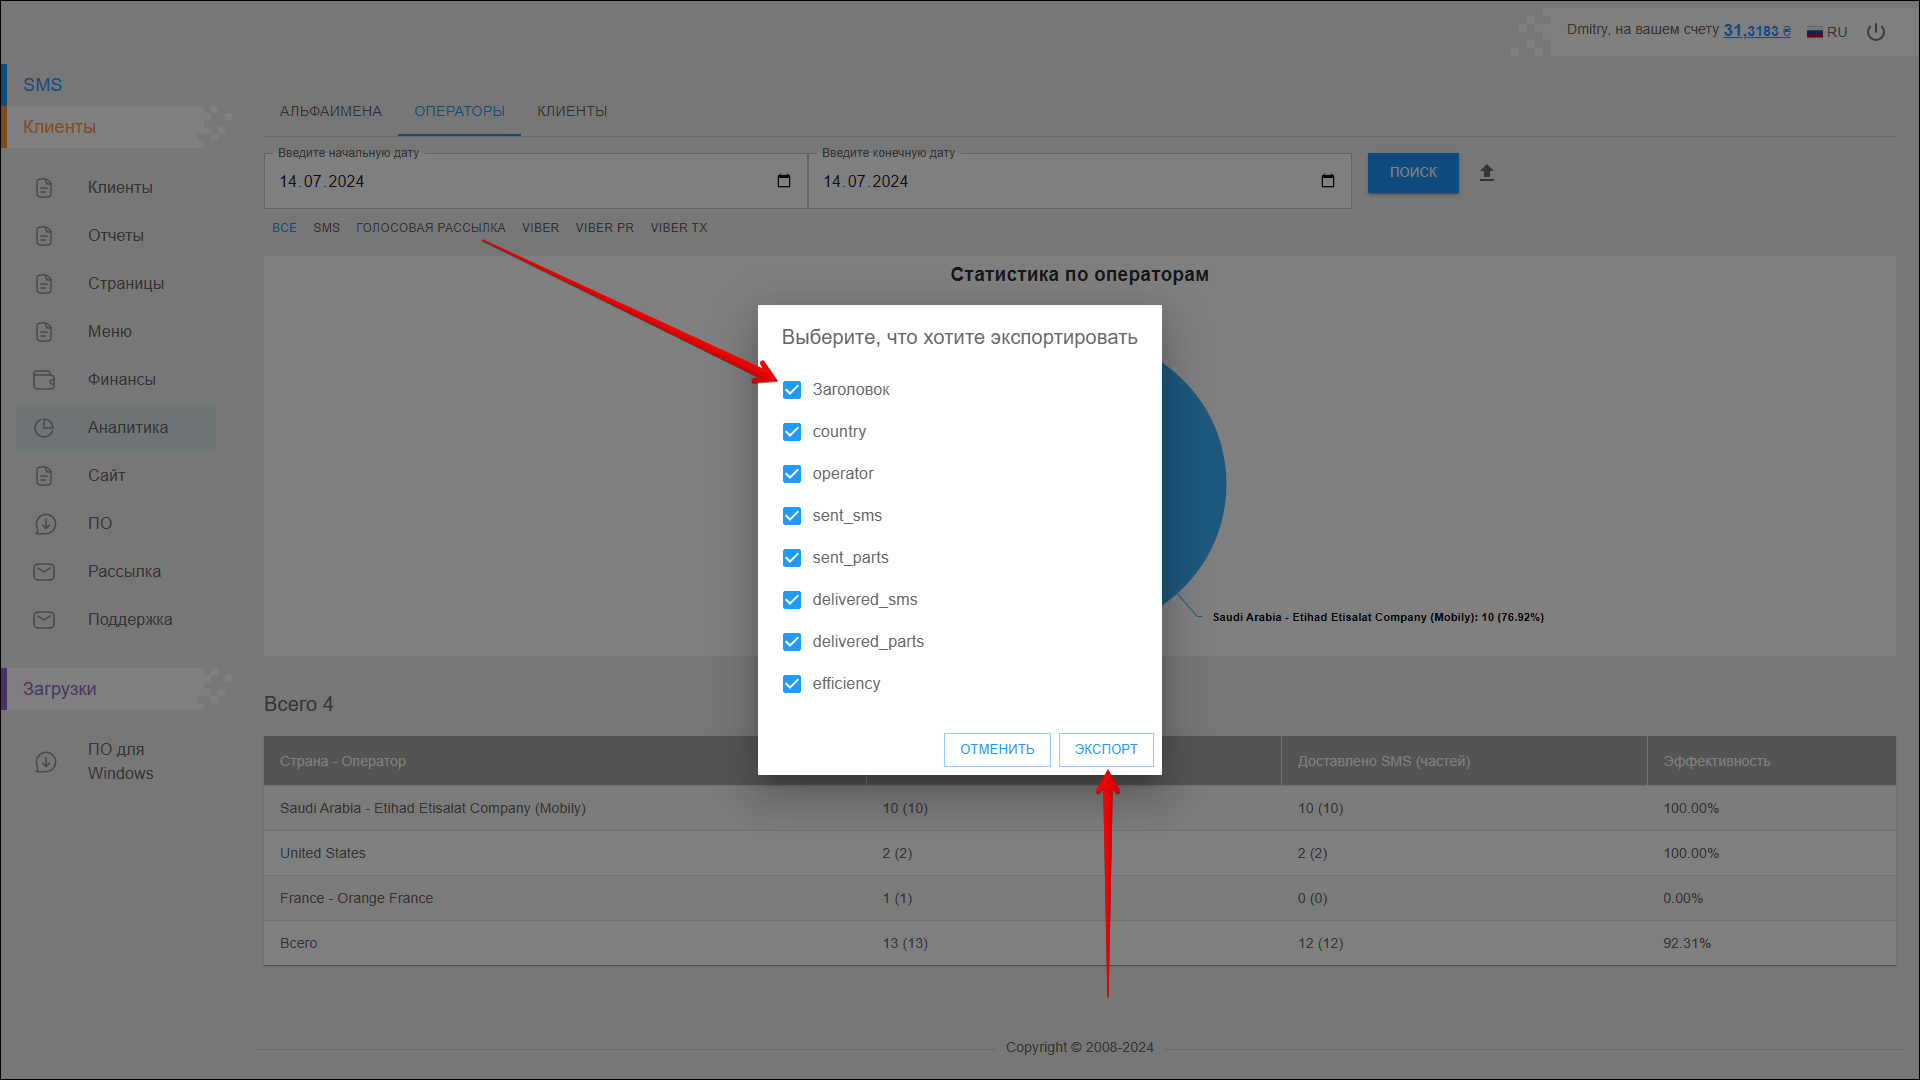 Dmitry, на вашем счету 31,3183 ₴
RU
SMS
Клиенты
Клиенты
Отчеты
Страницы
Меню
Финансы
Аналитика
Сайт
ПО
Рассылка
Поддержка
Загрузки
ПО для
Windows
АЛЬФАИМЕНА ОПЕРАТОРЫ КЛИЕНТЫ
Введите начальную дату
14.07.2024
Введите конечную дату
14.07.2024
ПОИСК
ВСЕ SMS ГОЛОСОВАЯ РАССЫЛКА VIBER VIBER PR VIBER TX
Статистика по операторам
Выберите, что хотите экспортировать
Заголовок
country
operator
sent_sms
sent_parts
delivered_sms
delivered_parts
efficiency
ОТМЕНИТЬ ЭКСПОРТ
Saudi Arabia - Etihad Etisalat Company (Mobily): 10 (76.92%)
Всего 4
Страна - Оператор Доставлено SMS (частей) Эффективность
Saudi Arabia - Etihad Etisalat Company (Mobily) 10 (10) 10 (10) 100.00%
United States 2 (2) 2 (2) 100.00%
France - Orange France 1 (1) 0 (0) 0.00%
Всего 13 (13) 12 (12) 92.31%
Copyright © 2008-2024